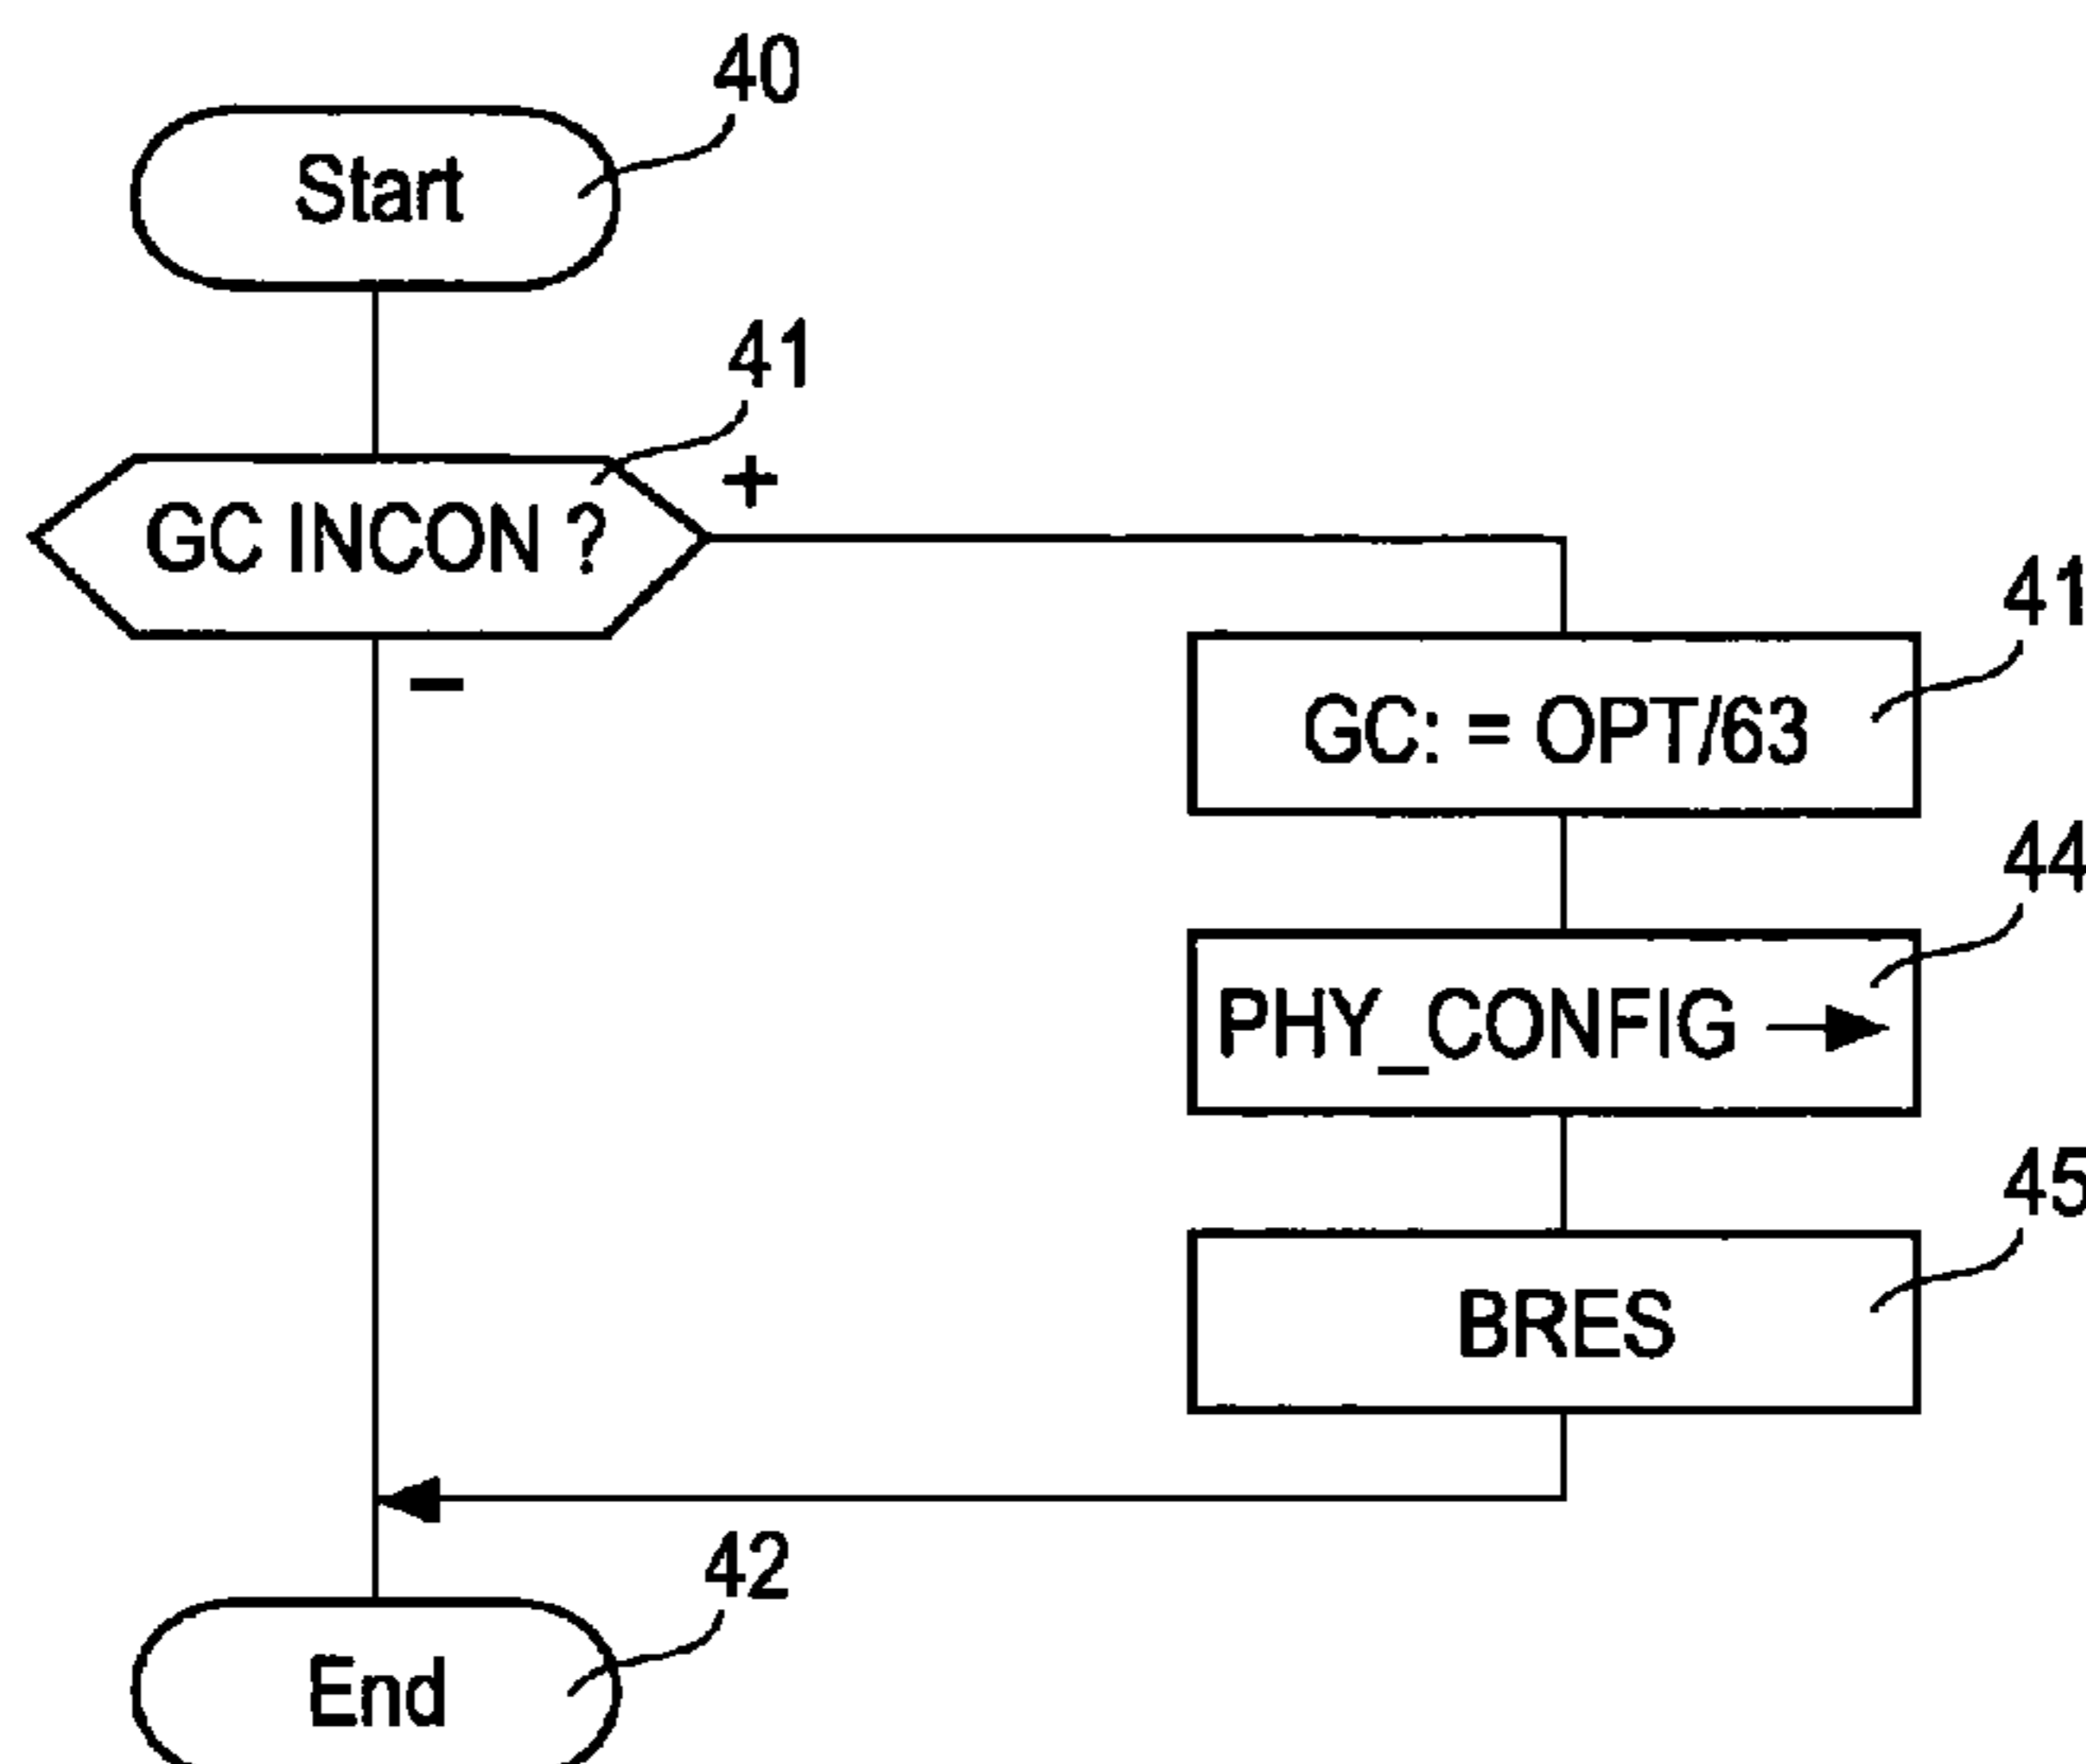 40
Start
41
GC INCON ?
+
−
41
GC: = OPT/63
44
PHY_CONFIG →
45
BRES
42
End